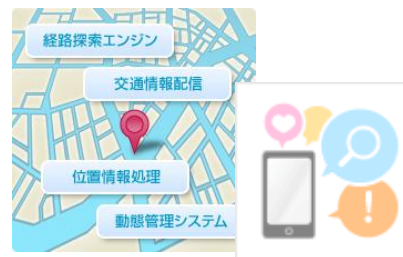 経路探索エンジン
交通情報配信
位置情報処理
動態管理システム
!